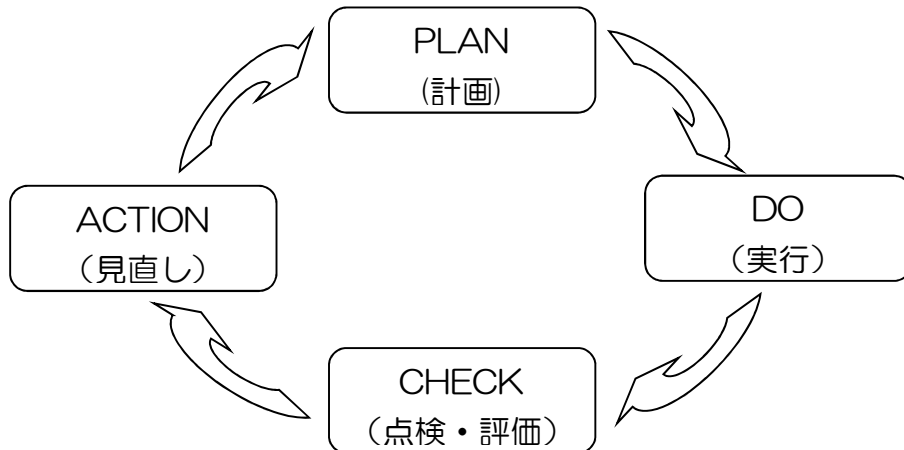 PLAN
(計画)
DO
（実行）
CHECK
（点検・評価）
ACTION
（見直し）